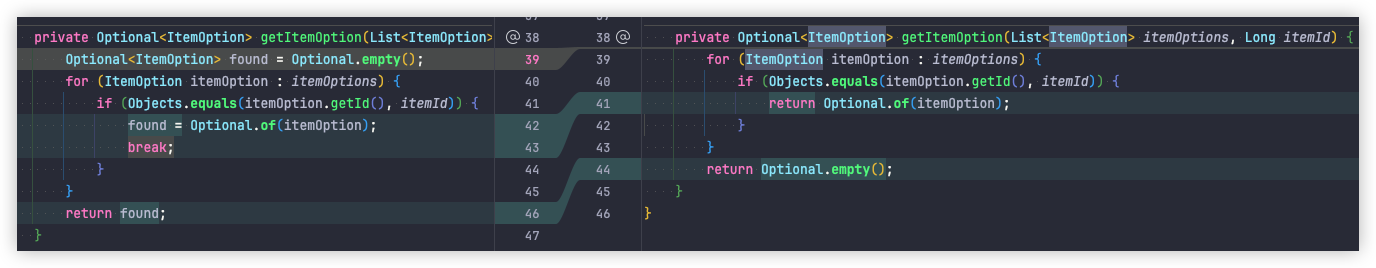 private Optional<ItemOption> getItemOption(List<ItemOption>
Optional<ItemOption> found = Optional.empty();
for (ItemOption itemOption : itemOptions) {
if (Objects.equals(itemOption.getId(), itemId)) {
found = Optional.of(itemOption);
break;
}
}
return found;
}
@ 38
39
40
41
42
43
44
45
46
47
38 @
39
40
41
42
43
44
45
46
private Optional<ItemOption> getItemOption(List<ItemOption> itemOptions, Long itemId) {
for (ItemOption itemOption : itemOptions) {
if (Objects.equals(itemOption.getId(), itemId)) {
return Optional.of(itemOption);
}
}
return Optional.empty();
}
}